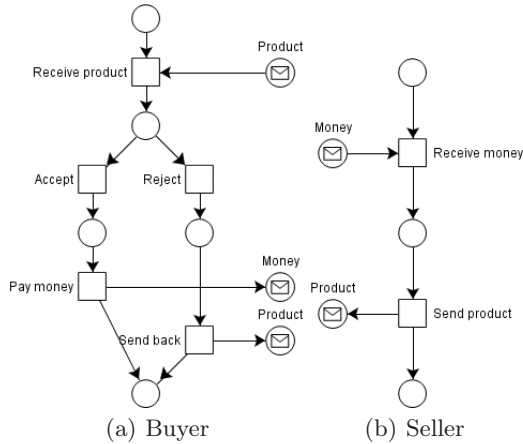 Product
Receive product
Money
Receive money
Accept
Reject
Pay money
Money
Product
Product
Send back
Send product
(a) Buyer
(b) Seller